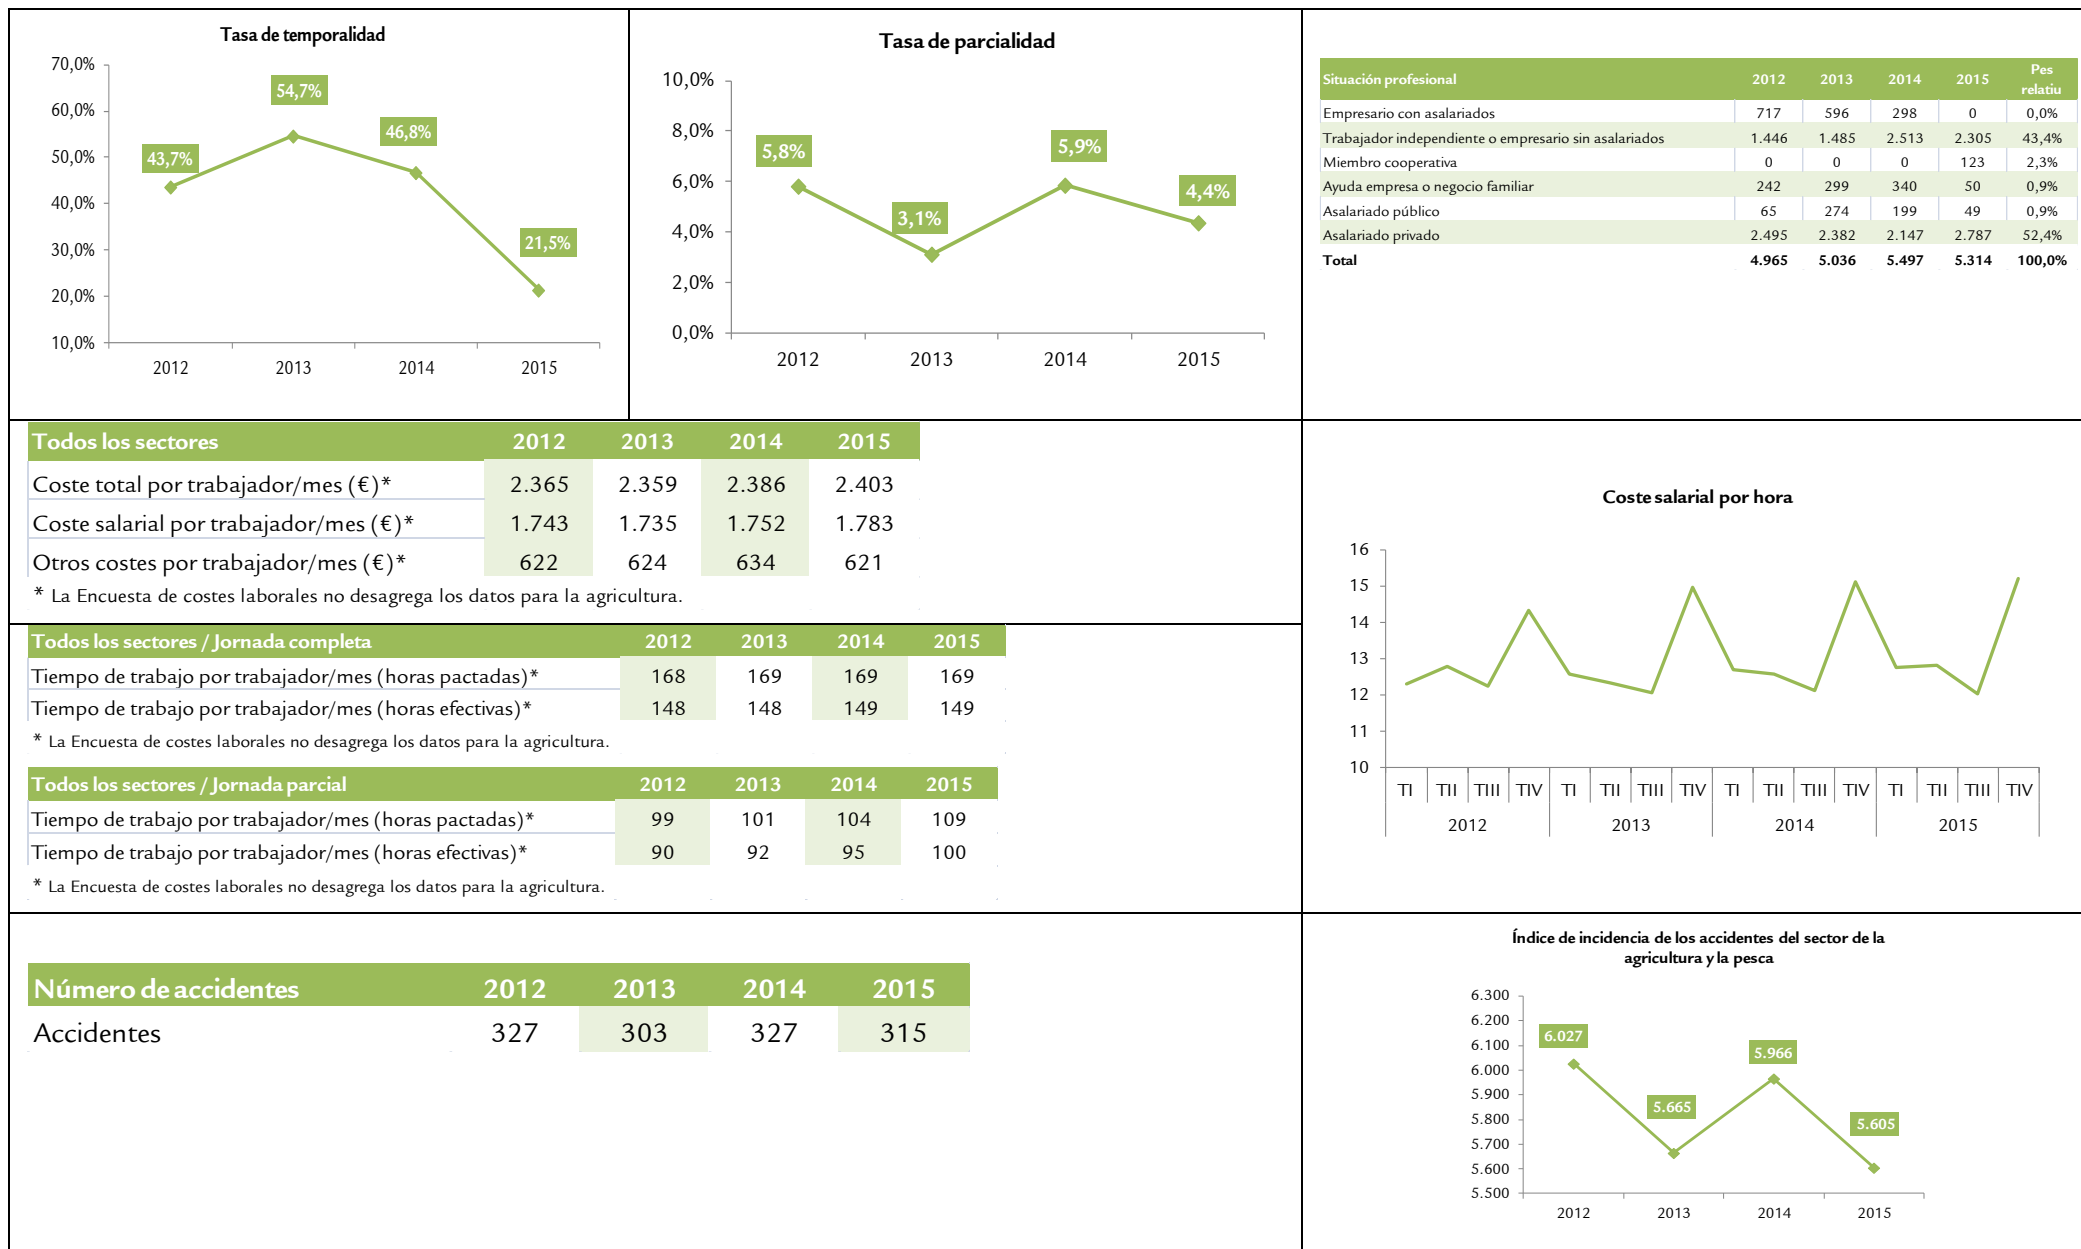 Tasa de temporalidad
70,0%
60,0%
50,0%
40,0%
30,0%
20,0%
10,0%
43,7%
54,7%
46,8%
21,5%
2012 2013 2014 2015
Tasa de parcialidad
10,0%
8,0%
6,0%
4,0%
2,0%
0,0%
5,8%
3,1%
5,9%
4,4%
2012 2013 2014 2015
Situación profesional 2012 2013 2014 2015 Pes relatiu
Empresario con asalariados 717 596 298 0 0,0%
Trabajador independiente o empresario sin asalariados 1.446 1.485 2.513 2.305 43,4%
Miembro cooperativa 0 0 0 123 2,3%
Ayuda empresa o negocio familiar 242 299 340 50 0,9%
Asalariado público 65 274 199 49 0,9%
Asalariado privado 2.495 2.382 2.147 2.787 52,4%
Total 4.965 5.036 5.497 5.314 100,0%
Todos los sectores 2012 2013 2014 2015
Coste total por trabajador/mes (€)* 2.365 2.359 2.386 2.403
Coste salarial por trabajador/mes (€)* 1.743 1.735 1.752 1.783
Otros costes por trabajador/mes (€)* 622 624 634 621
* La Encuesta de costes laborales no desagrega los datos para la agricultura.
Todos los sectores / Jornada completa 2012 2013 2014 2015
Tiempo de trabajo por trabajador/mes (horas pactadas)* 168 169 169 169
Tiempo de trabajo por trabajador/mes (horas efectivas)* 148 148 149 149
* La Encuesta de costes laborales no desagrega los datos para la agricultura.
Todos los sectores / Jornada parcial 2012 2013 2014 2015
Tiempo de trabajo por trabajador/mes (horas pactadas)* 99 101 104 109
Tiempo de trabajo por trabajador/mes (horas efectivas)* 90 92 95 100
* La Encuesta de costes laborales no desagrega los datos para la agricultura.
Coste salarial por hora
16
15
14
13
12
11
10
TI TII TIII TIV TI TII TIII TIV TI TII TIII TIV TI TII TIII TIV
2012 2013 2014 2015
Número de accidentes 2012 2013 2014 2015
Accidentes 327 303 327 315
Índice de incidencia de los accidentes del sector de la
agricultura y la pesca
6.300
6.200
6.100
6.000
5.900
5.800
5.700
5.600
5.500
6.027
5.665
5.966
5.605
2012 2013 2014 2015